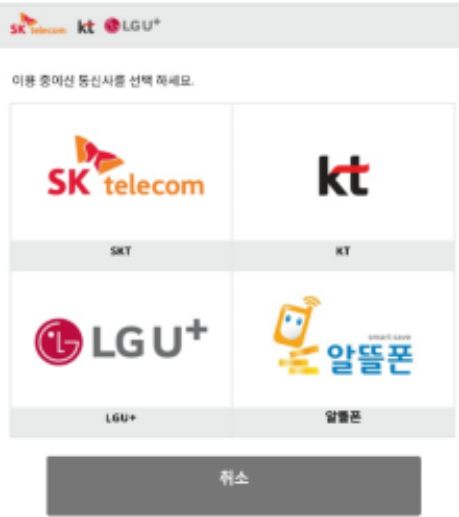 SK telecom kt LG U+
이용 중이신 통신사를 선택 하세요.
SK telecom
kt
SKT
KT
LG U+
smart save
알뜰폰
LGU+
알뜰폰
취소